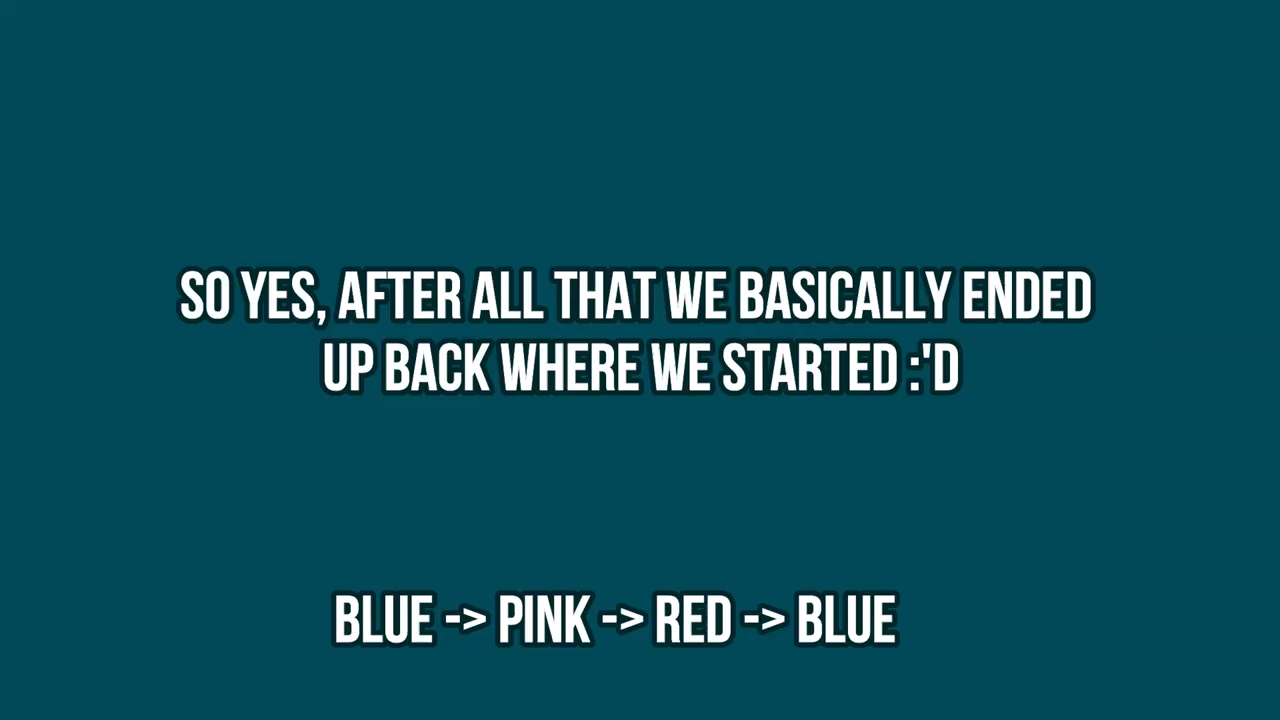 SO YES, AFTER ALL THAT WE BASICALLY ENDED
UP BACK WHERE WE STARTED :'D
BLUE -> PINK -> RED -> BLUE